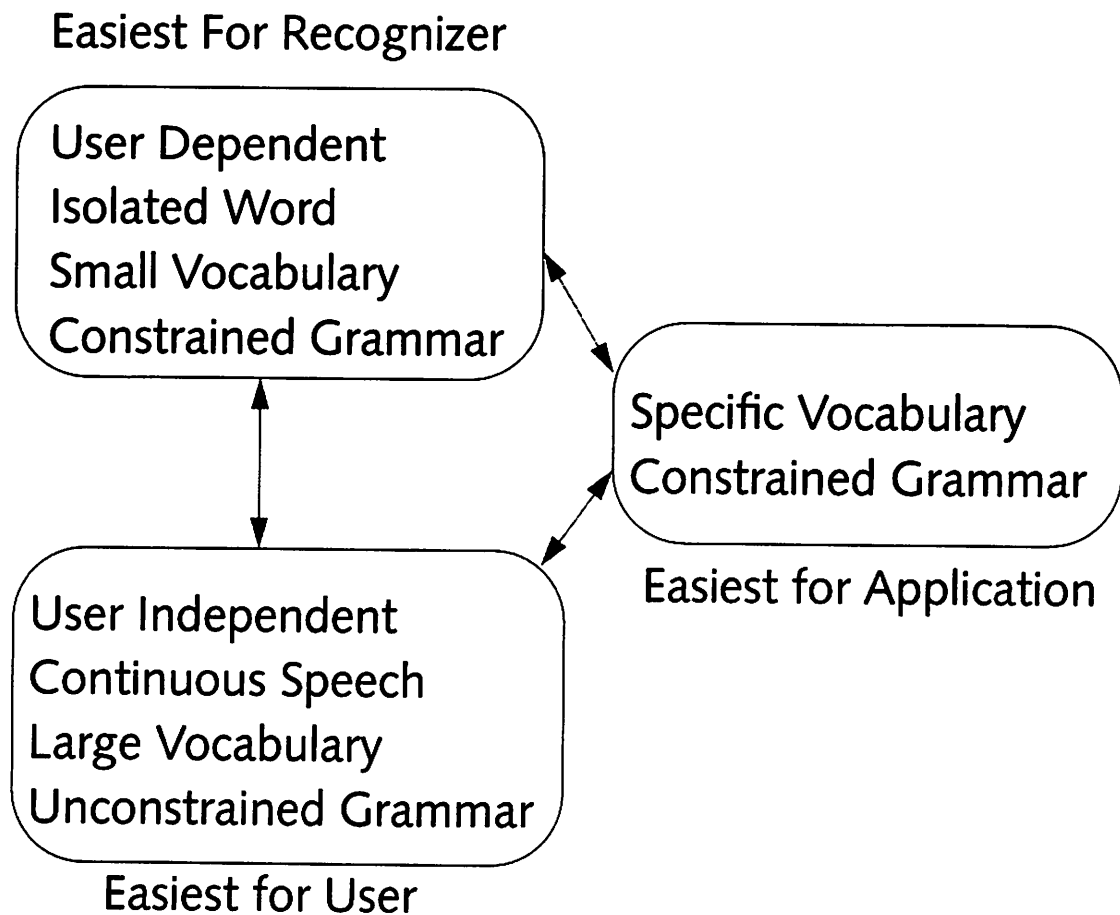 Easiest For Recognizer
User Dependent
Isolated Word
Small Vocabulary
Constrained Grammar
Specific Vocabulary
Constrained Grammar
Easiest for Application
User Independent
Continuous Speech
Large Vocabulary
Unconstrained Grammar
Easiest for User